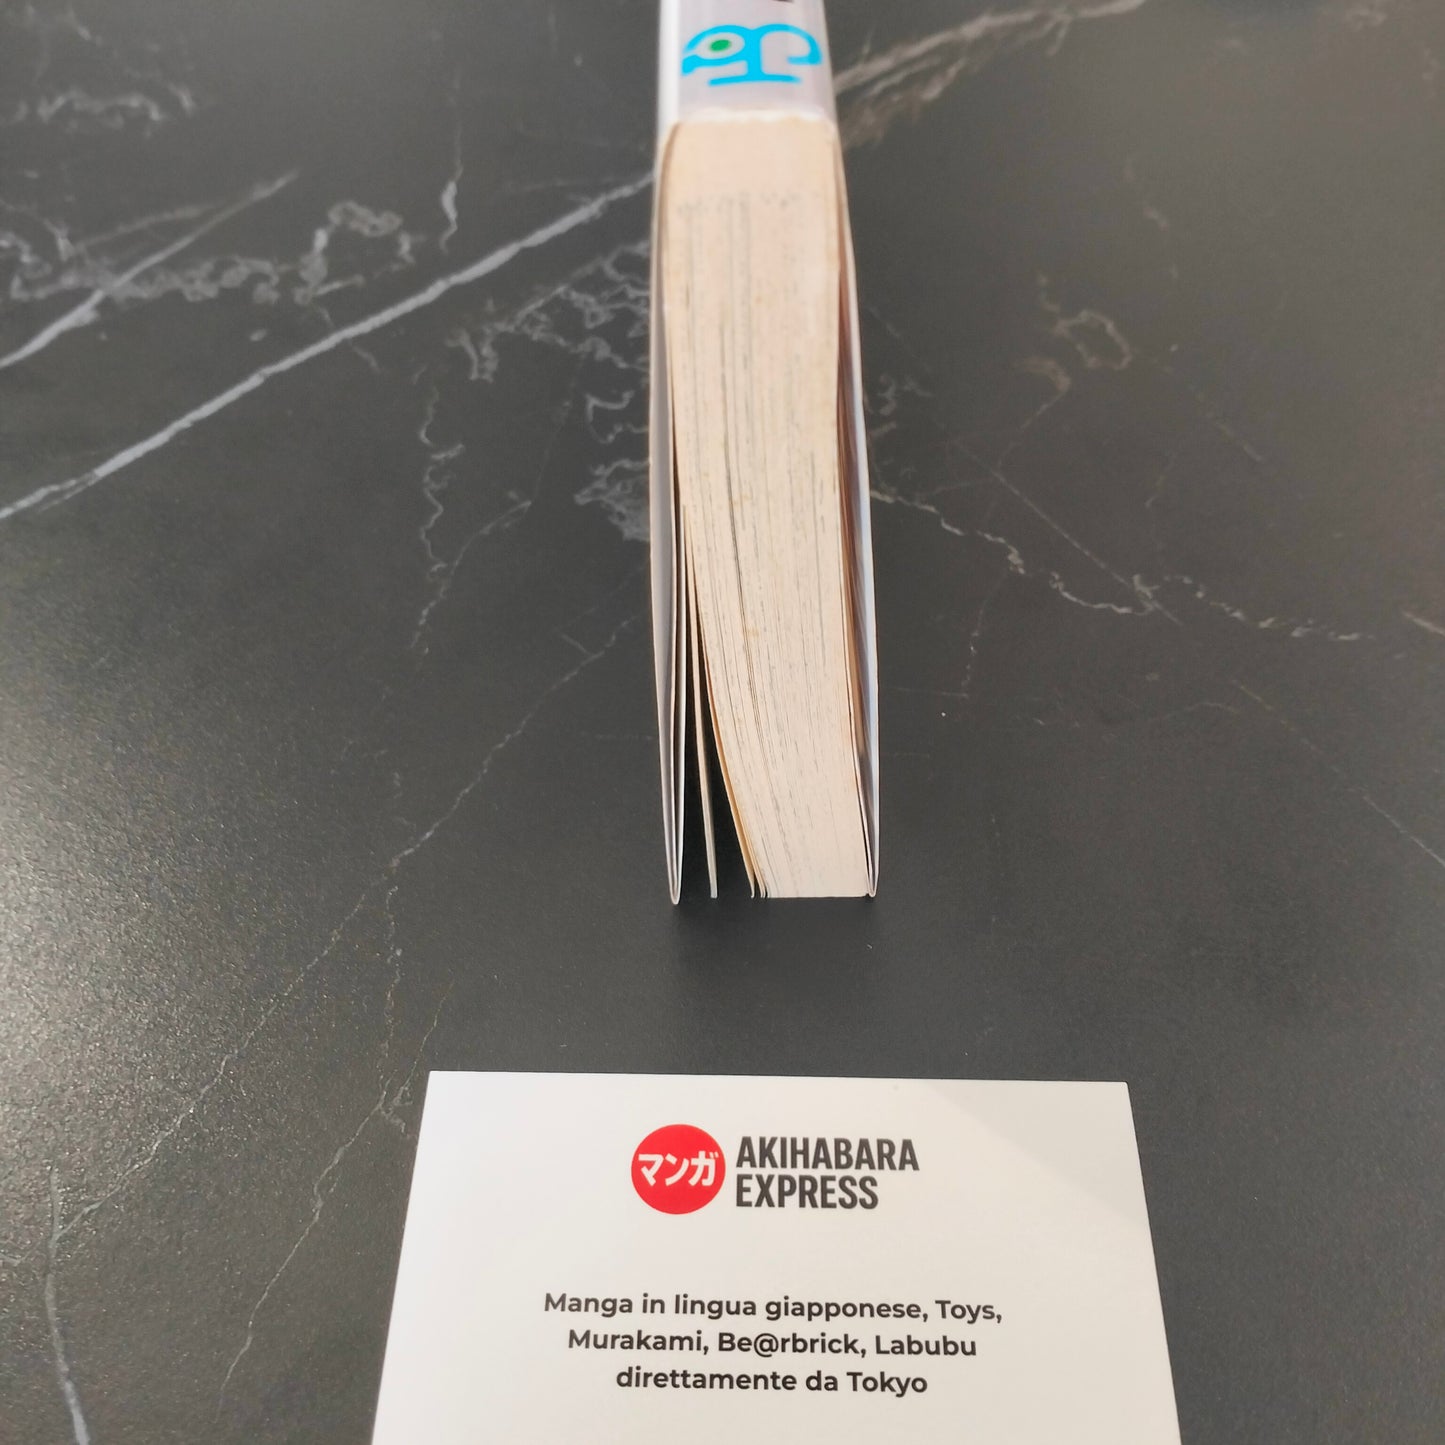 マンガ
AKIHABARA
EXPRESS
Manga in lingua giapponese, Toys,
Murakami, Be@rbrick, Labubu
direttamente da Tokyo